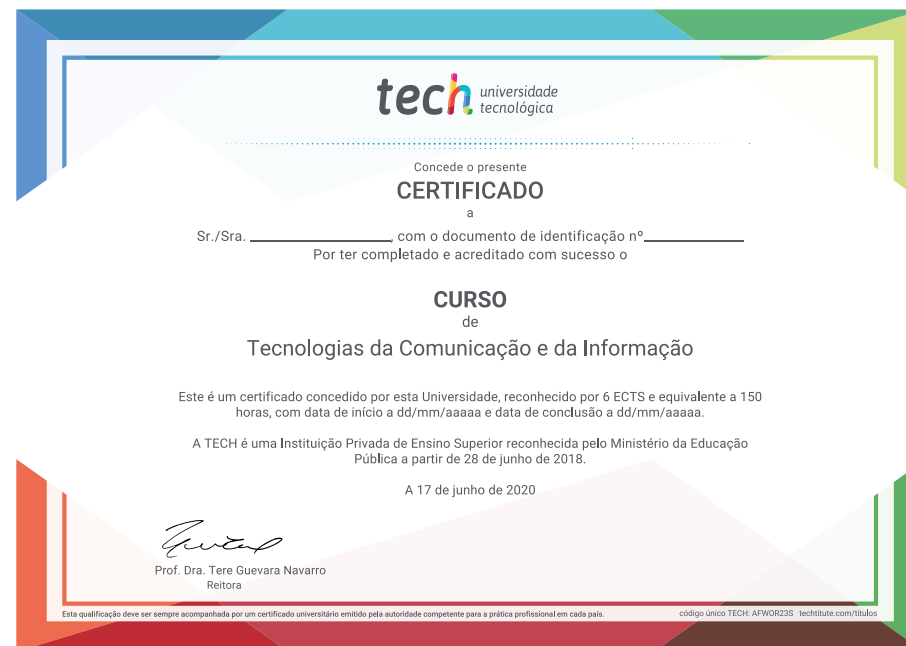 tech universidade
tecnológica
Concede o presente
CERTIFICADO
a
Sr./Sra. ____________________, com o documento de identificação nº______________
Por ter completado e acreditado com sucesso o
CURSO
de
Tecnologias da Comunicação e da Informação
Este é um certificado concedido por esta Universidade, reconhecido por 6 ECTS e equivalente a 150
horas, com data de início a dd/mm/aaaaa e data de conclusão a dd/mm/aaaaa.
A TECH é uma Instituição Privada de Ensino Superior reconhecida pelo Ministério da Educação
Pública a partir de 28 de junho de 2018.
A 17 de junho de 2020
Prof. Dra. Tere Guevara Navarro
Reitora
Esta qualificação deve ser sempre acompanhada por um certificado universitário emitido pela autoridade competente para a prática profissional em cada país.
código único TECH: AFWOR23S techtitute.com/títulos